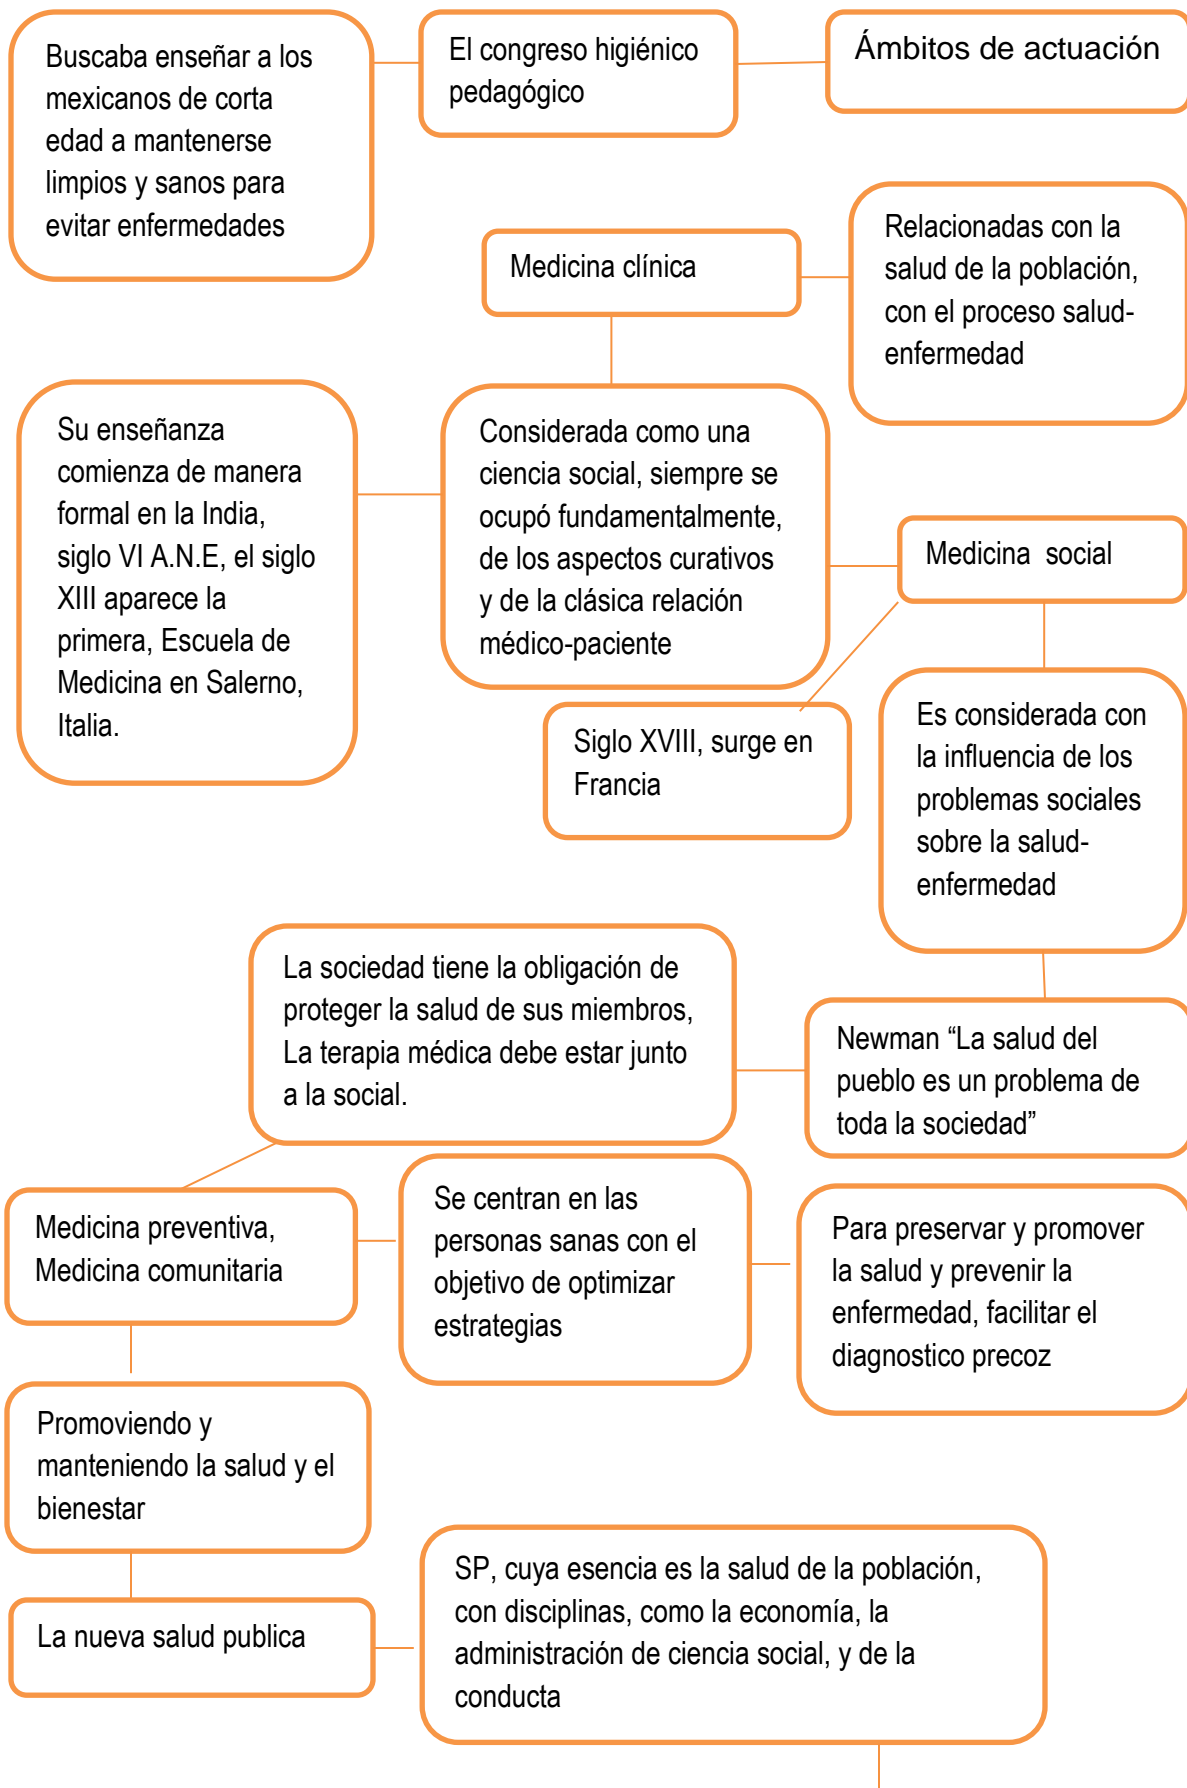 Buscaba enseñar a los
mexicanos de corta
edad a mantenerse
limpios y sanos para
evitar enfermedades
El congreso higiénico
pedagógico
Ámbitos de actuación
Medicina clínica
Relacionadas con la
salud de la población,
con el proceso salud-
enfermedad
Su enseñanza
comienza de manera
formal en la India,
siglo VI A.N.E, el siglo
XIII aparece la
primera, Escuela de
Medicina en Salerno,
Italia.
Considerada como una
ciencia social, siempre se
ocupó fundamentalmente,
de los aspectos curativos
y de la clásica relación
médico-paciente
Medicina  social
Siglo XVIII, surge en
Francia
Es considerada con
la influencia de los
problemas sociales
sobre la salud-
enfermedad
La sociedad tiene la obligación de
proteger la salud de sus miembros,
La terapia médica debe estar junto
a la social.
Newman “La salud del
pueblo es un problema de
toda la sociedad”
Medicina preventiva,
Medicina comunitaria
Se centran en las
personas sanas con el
objetivo de optimizar
estrategias
Para preservar y promover
la salud y prevenir la
enfermedad, facilitar el
diagnostico precoz
Promoviendo y
manteniendo la salud y el
bienestar
La nueva salud publica
SP, cuya esencia es la salud de la población,
con disciplinas, como la economía, la
administración de ciencia social, y de la
conducta